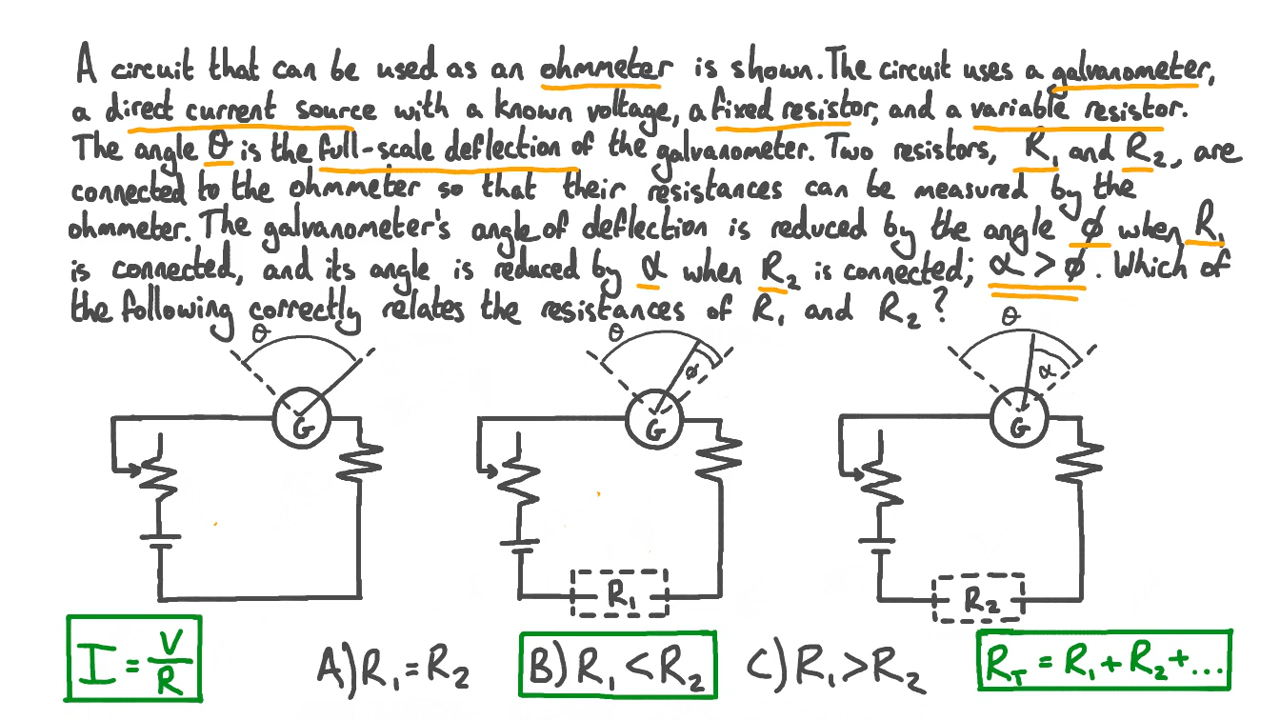 A circuit that can be used as an ohmmeter is shown. The circuit uses a galvanometer,
a direct current source with a known voltage, a fixed resistor, and a variable resistor.
The angle θ is the full-scale deflection of the galvanometer. Two resistors, R₁ and R₂, are
connected to the ohmmeter so that their resistances can be measured by the
ohmmeter. The galvanometer's angle of deflection is reduced by the angle ϕ when R₁
is connected, and its angle is reduced by α when R₂ is connected; α > ϕ. Which of
the following correctly relates the resistances of R₁ and R₂?
θ θ θ
ϕ α
G G G
R₁ R₂
I = V/R A) R₁ = R₂ B) R₁ < R₂ C) R₁ > R₂ R_T = R₁ + R₂ + ...